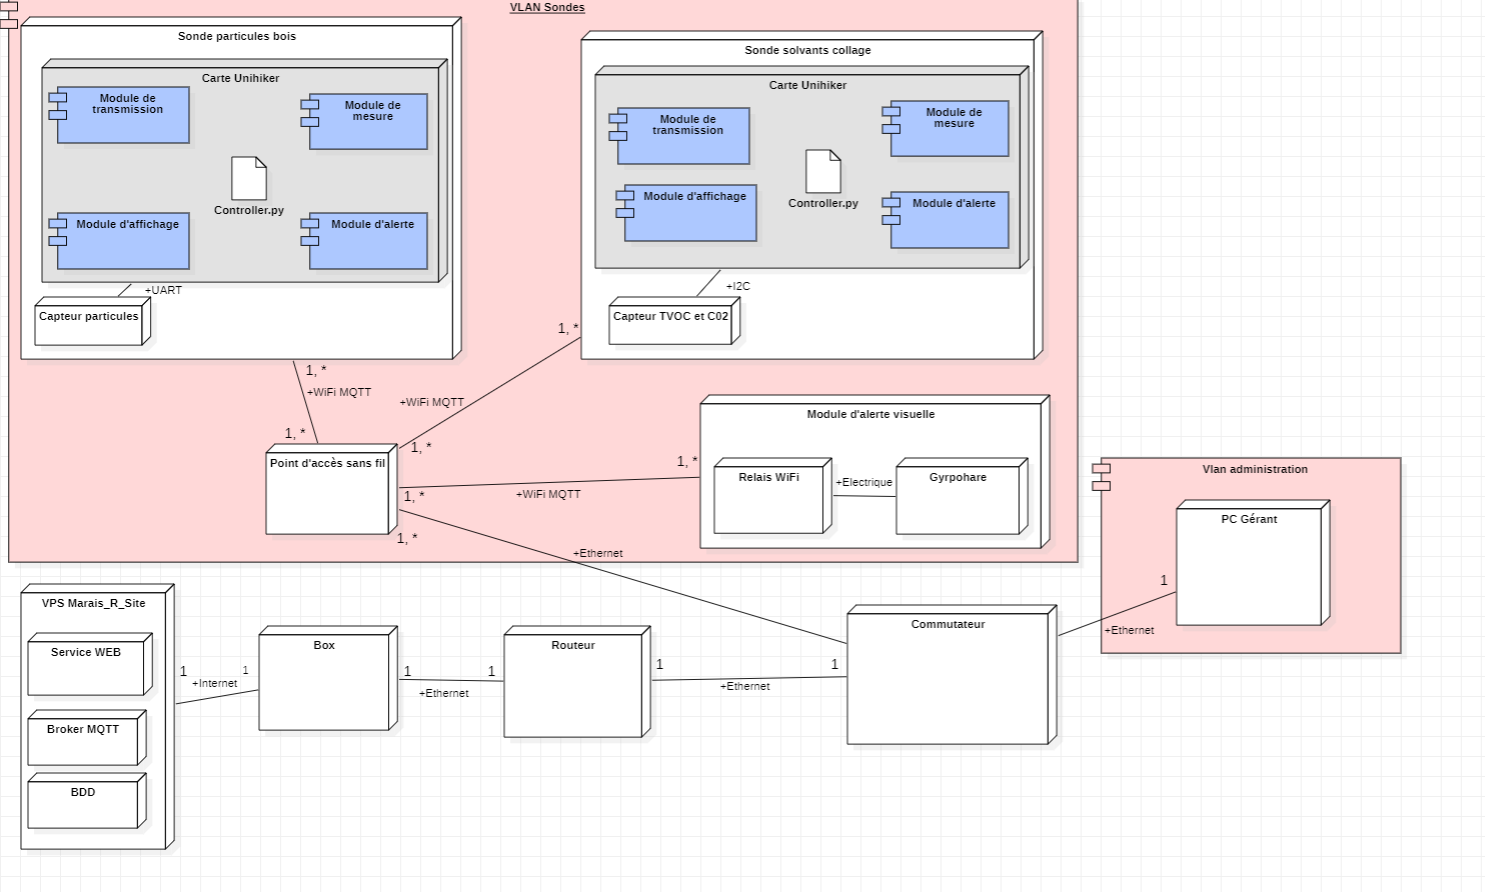 VLAN Sondes
Sonde particules bois
Carte Unihiker
Module de
transmission
Module de
mesure
Controller.py
Module d'affichage
Module d'alerte
+UART
Capteur particules
Sonde solvants collage
Carte Unihiker
Module de
transmission
Module de
mesure
Controller.py
Module d'affichage
Module d'alerte
+I2C
Capteur TVOC et C02
1, *
+WiFi MQTT
1, *
1, *
+WiFi MQTT
1, *
Point d'accès sans fil
1, *
+WiFi MQTT
1, *
1, *
+Ethernet
Module d'alerte visuelle
Relais WiFi
+Electrique
Gyrpohare
Vlan administration
PC Gérant
1
+Ethernet
VPS Marais_R_Site
Service WEB
Broker MQTT
BDD
1
+Internet
1
Box
1
+Ethernet
1
Routeur
1
+Ethernet
1
Commutateur